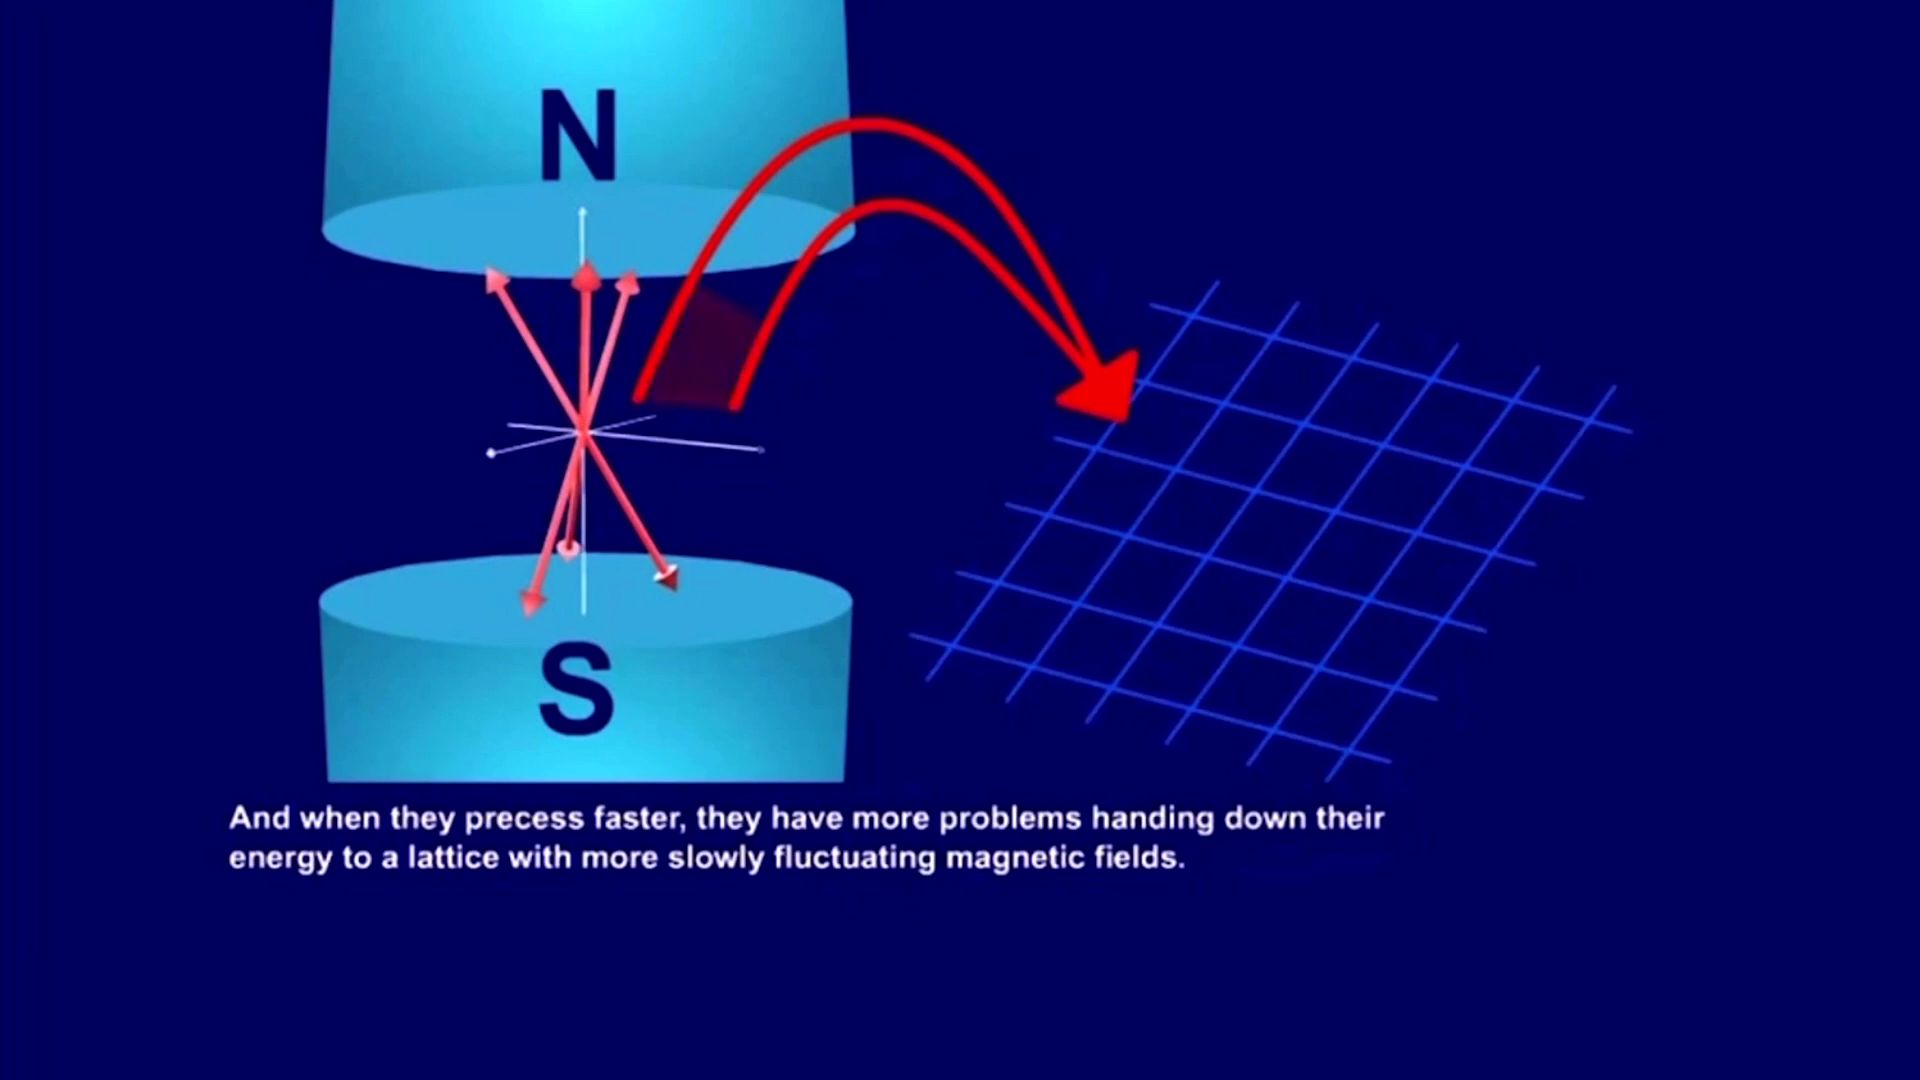 N
S
And when they precess faster, they have more problems handing down their
energy to a lattice with more slowly fluctuating magnetic fields.